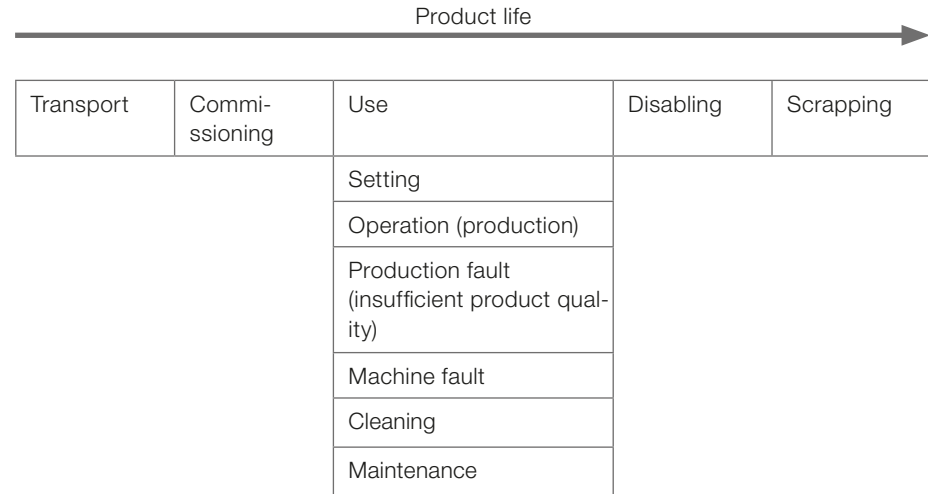 Product life
Transport
Commi-
ssioning
Use
Disabling
Scrapping
Setting
Operation (production)
Production fault
(insufficient product qual-
ity)
Machine fault
Cleaning
Maintenance